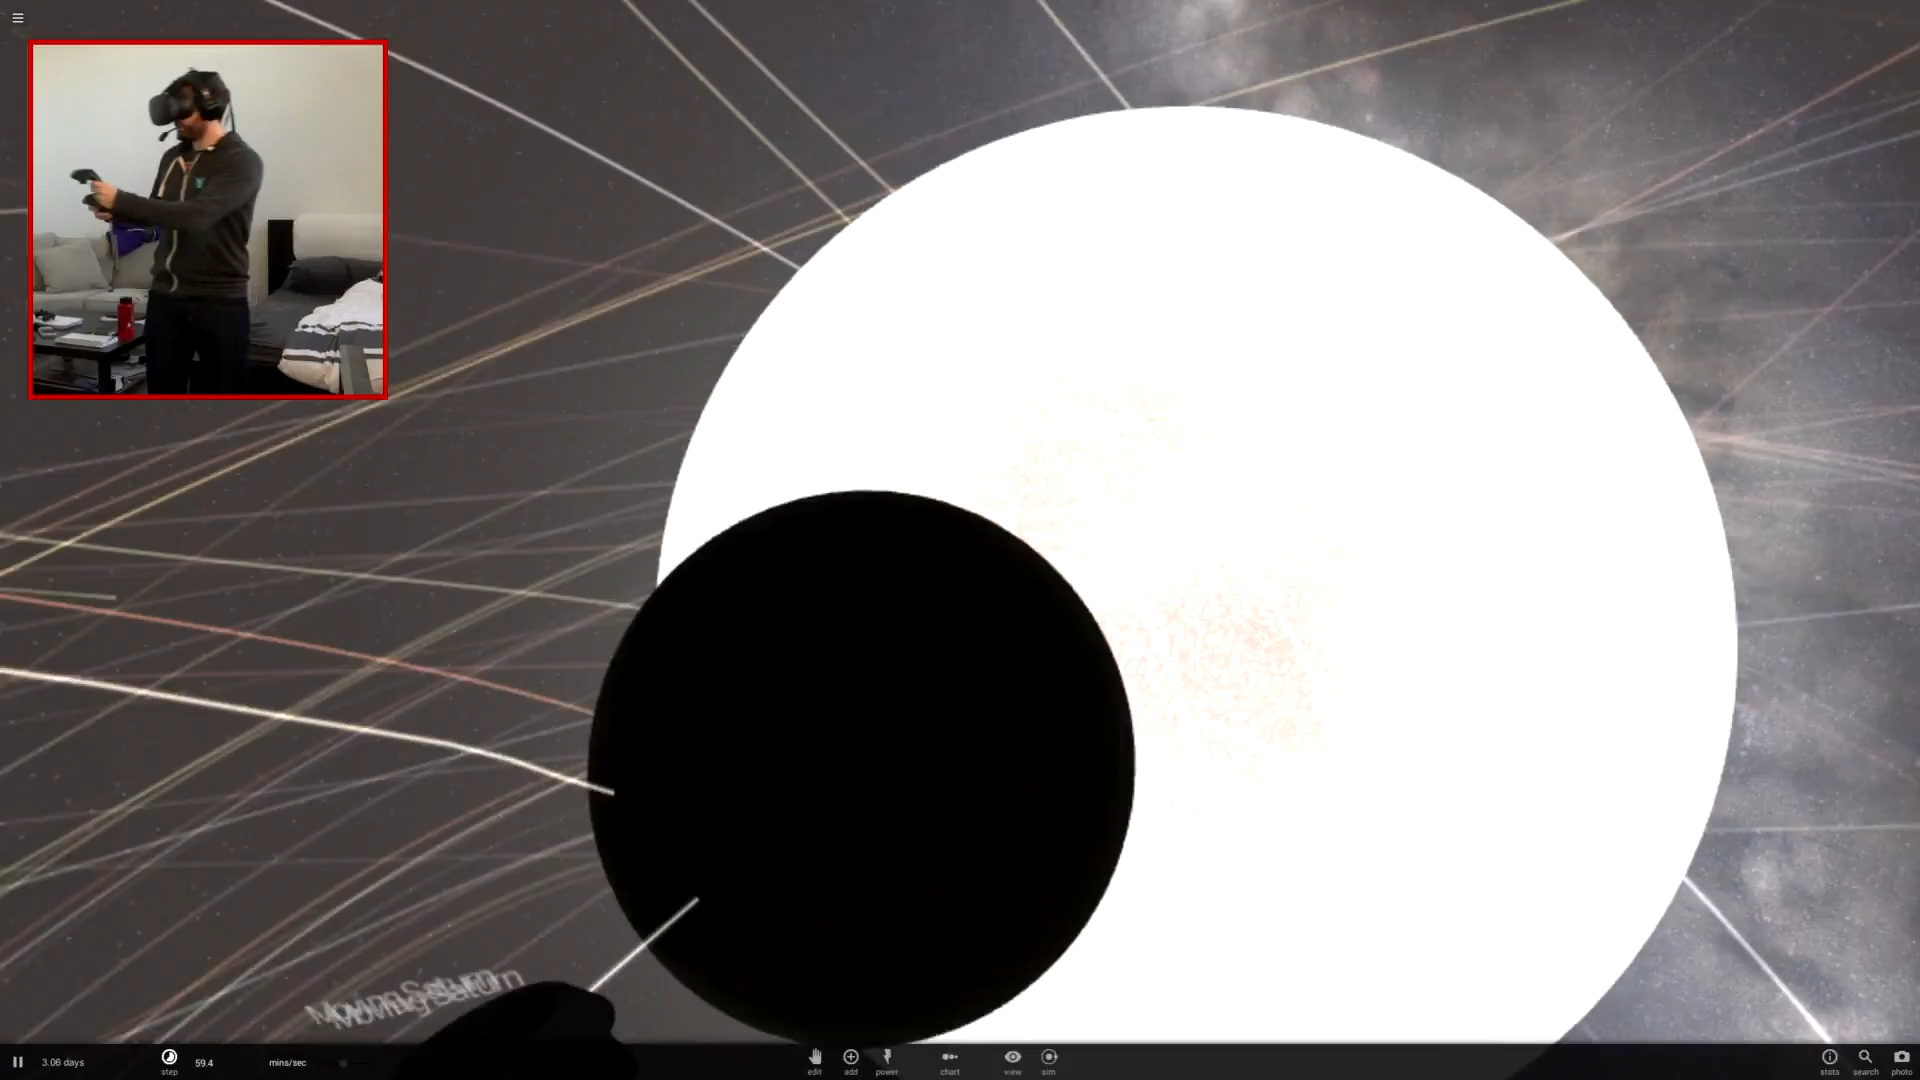 Moving Saturn
3.06 days
step
59.4
mins/sec
edit
add
power
chart
view
sim
stats
search
photo